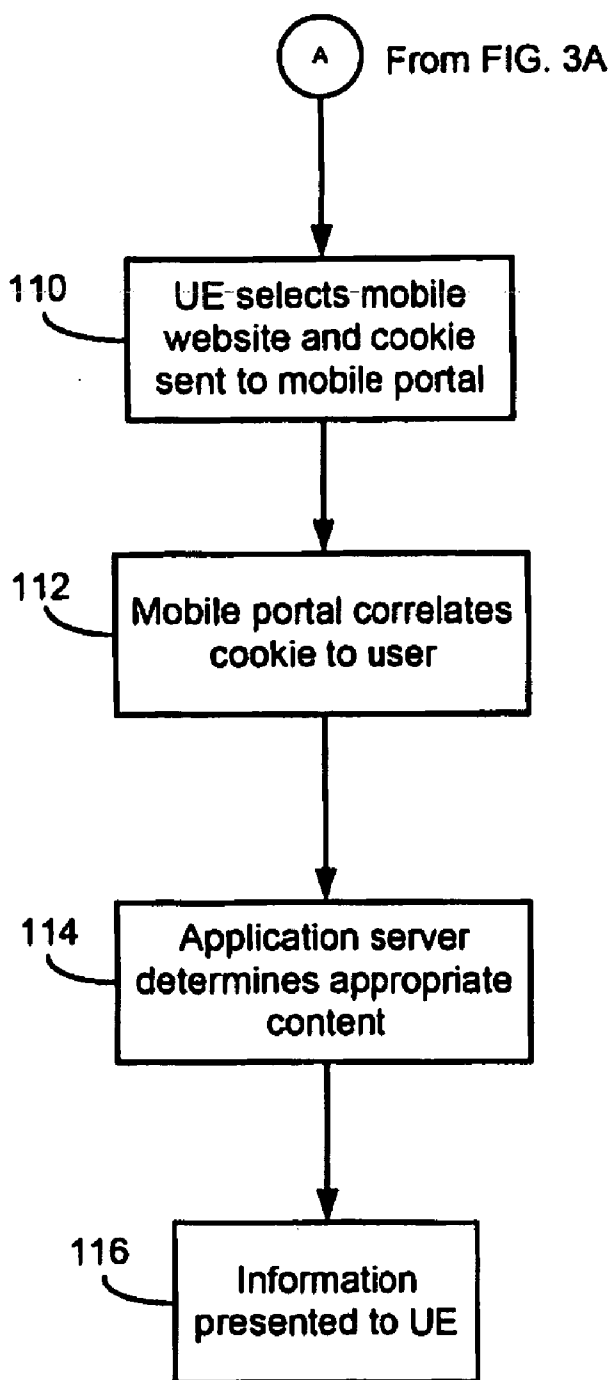 A From FIG. 3A
110
UE selects mobile
website and cookie
sent to mobile portal
112
Mobile portal correlates
cookie to user
114
Application server
determines appropriate
content
116
Information
presented to UE